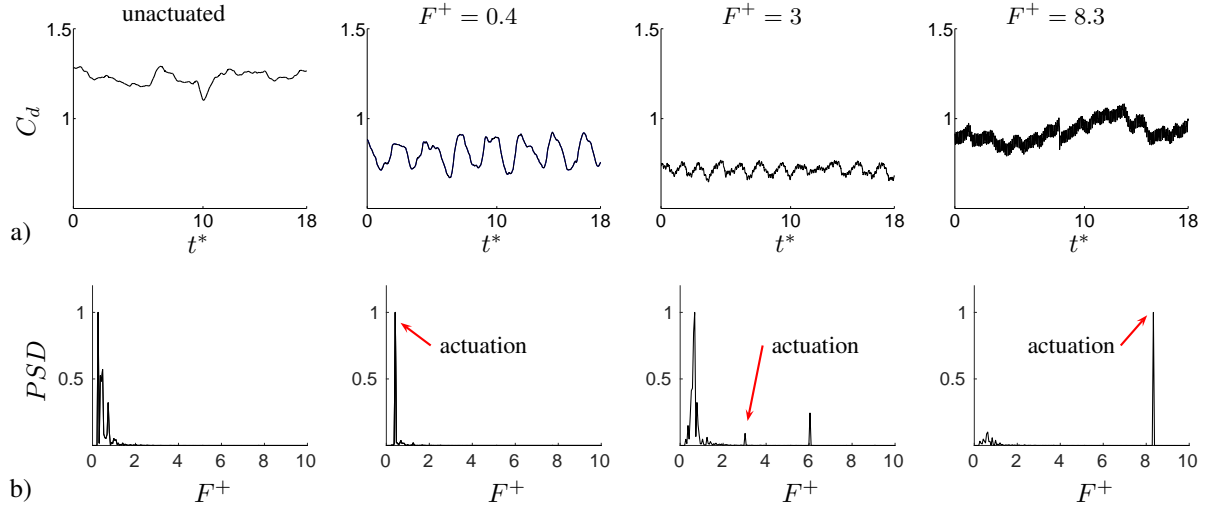 unactuated
F⁺ = 0.4
F⁺ = 3
F⁺ = 8.3
C_d
1.5
1
0
10
18
t*
1.5
1
0
10
18
t*
1.5
1
0
10
18
t*
1.5
1
0
10
18
t*
a)
PSD
1
0.5
0 2 4 6 8 10
F⁺
1
0.5
actuation
0 2 4 6 8 10
F⁺
1
0.5
actuation
0 2 4 6 8 10
F⁺
1
0.5
actuation
0 2 4 6 8 10
F⁺
b)